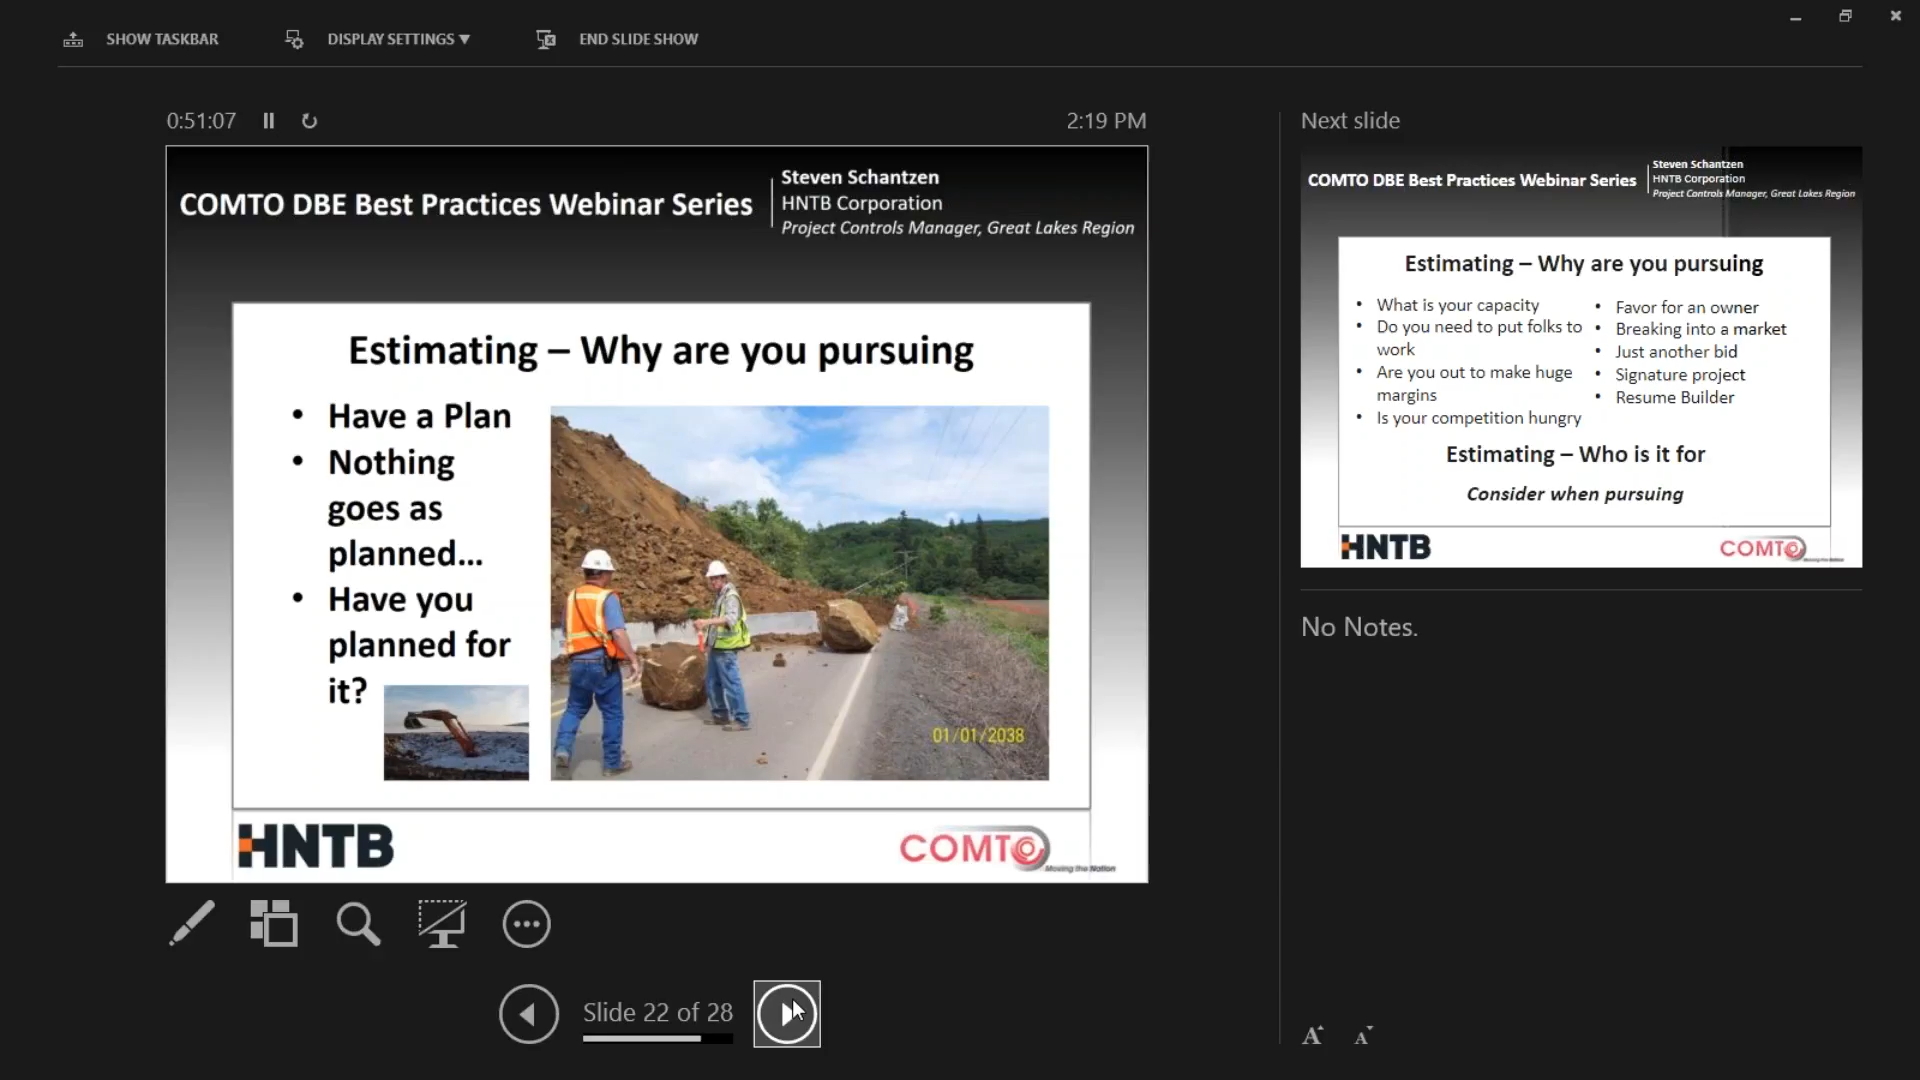 SHOW TASKBAR
DISPLAY SETTINGS ▼
END SLIDE SHOW
0:51:07
2:19 PM
COMTO DBE Best Practices Webinar Series
Steven Schantzen
HNTB Corporation
Project Controls Manager, Great Lakes Region
Estimating – Why are you pursuing
• Have a Plan
• Nothing
goes as
planned...
• Have you
planned for
it?
01/01/2038
HNTB
COMTO
Moving the Nation
Slide 22 of 28
Next slide
COMTO DBE Best Practices Webinar Series
Steven Schantzen
HNTB Corporation
Project Controls Manager, Great Lakes Region
Estimating – Why are you pursuing
• What is your capacity
• Do you need to put folks to
work
• Are you out to make huge
margins
• Is your competition hungry
• Favor for an owner
• Breaking into a market
• Just another bid
• Signature project
• Resume Builder
Estimating – Who is it for
Consider when pursuing
HNTB
COMTO
Moving the Nation
No Notes.
A A